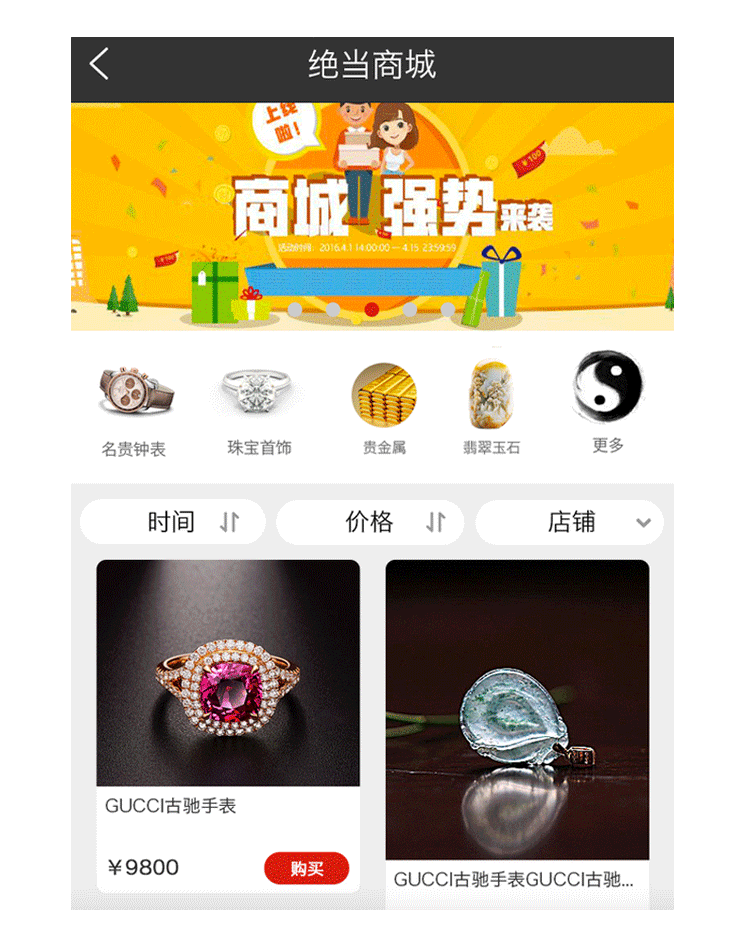 绝当商城
上线
啦！
商城 强势来袭
活动时间：2016.4.1 14:00:00 — 4.15 23:59:59
￥100
￥100
名贵钟表
珠宝首饰
贵金属
翡翠玉石
更多
时间
价格
店铺
GUCCI古驰手表
￥9800
购买
GUCCI古驰手表GUCCI古驰...